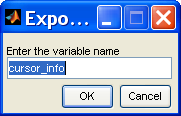 Expo...
Enter the variable name
cursor_info
OK
Cancel